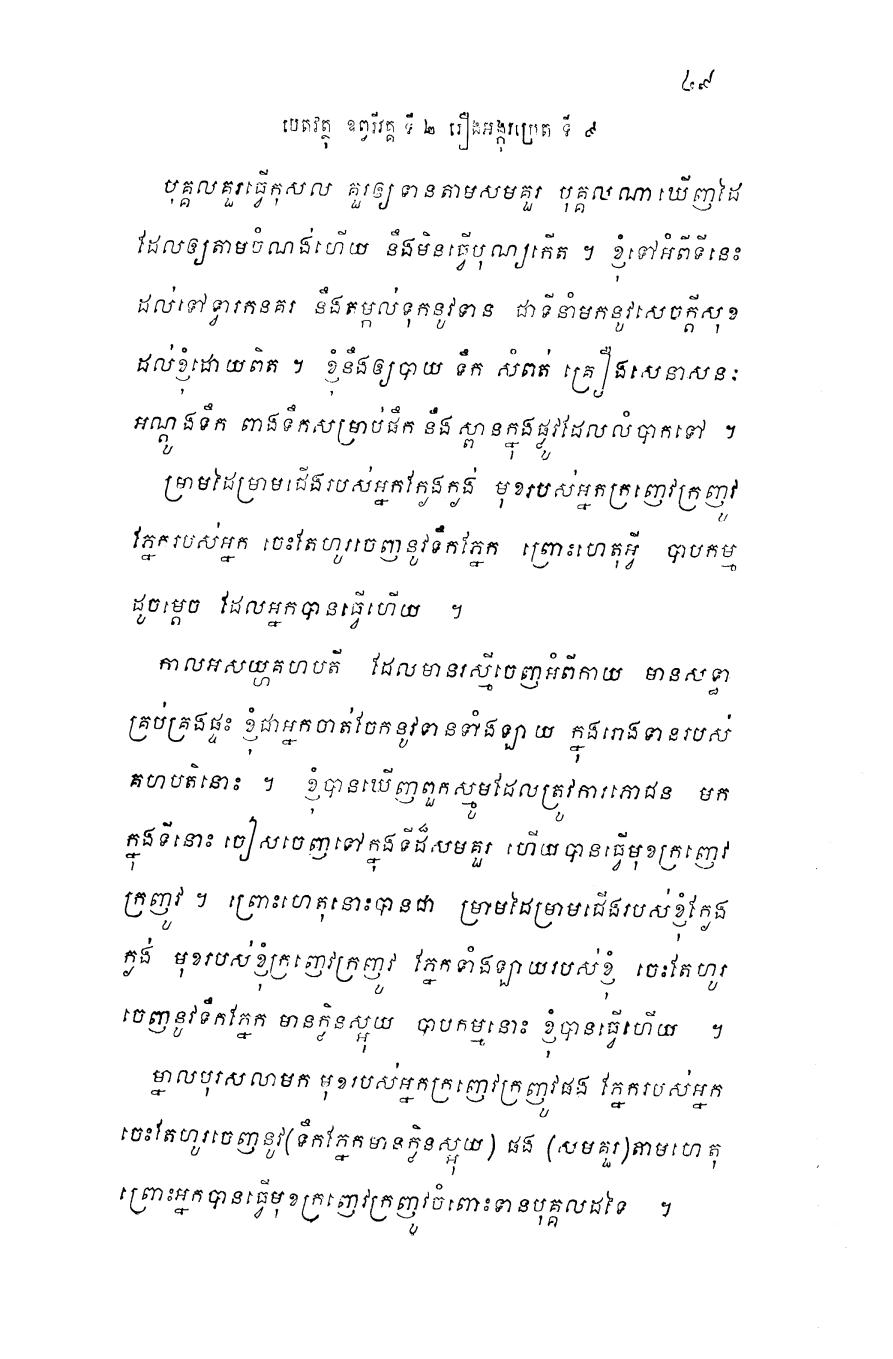 ៤៩
បេតវត្ថុ ឧព្វរីវគ្គ ទី ២ រឿងអង្កុរប្រេត ទី ៩
បុគ្គលគួរធ្វើកុសល គួរឲ្យទានតាមសមគួរ បុគ្គលណាឃើញដៃ
ដែលឲ្យតាមចំណង់ហើយ នឹងមិនធ្វើបុណ្យកើត ។ ខ្ញុំទៅអំពីទីនេះ
ដល់ទៅទ្វារកនគរ នឹងតម្កល់ទុកនូវទាន ជាទីនាំមកនូវសេចក្តីសុខ
ដល់ខ្ញុំដោយពិត ។ ខ្ញុំនឹងឲ្យបាយ ទឹក សំពត់ គ្រឿងសេនាសនៈ
អណ្តូងទឹក ពាងទឹកសម្រាប់ផឹក នឹងស្ពានក្នុងផ្លូវដែលលំបាកទៅ ។
ម្រាមដៃម្រាមជើងរបស់អ្នកក្ងែងក្ងង់ មុខរបស់អ្នកក្រញេវក្រញូវ
ភ្នែករបស់អ្នក ចេះតែហូរចេញនូវទឹកភ្នែក ព្រោះហេតុអ្វី បាបកម្ម
ដូចម្តេច ដែលអ្នកបានធ្វើហើយ ។
កាលអសយ្ហគហបតី ដែលមានរស្មីចេញអំពីកាយ មានសទ្ធា
គ្រប់គ្រងផ្ទះ ខ្ញុំជាអ្នកចាត់ចែកនូវទានទាំងឡាយ ក្នុងរោងទានរបស់
គហបតិនោះ ។ ខ្ញុំបានឃើញពួកស្មូមដែលត្រូវការភោជន មក
ក្នុងទីនោះ ចៀសចេញទៅក្នុងទីដ៏សមគួរ ហើយបានធ្វើមុខក្រញេវ
ក្រញូវ ។ ព្រោះហេតុនោះបានជា ម្រាមដៃម្រាមជើងរបស់ខ្ញុំក្ងែង
ក្ងង់ មុខរបស់ខ្ញុំក្រញេវក្រញូវ ភ្នែកទាំងឡាយរបស់ខ្ញុំ ចេះតែហូរ
ចេញនូវទឹកភ្នែក មានក្លិនស្អុយ បាបកម្មនោះ ខ្ញុំបានធ្វើហើយ ។
ម្នាលបុរសលាមក មុខរបស់អ្នកក្រញេវក្រញូវផង ភ្នែករបស់អ្នក
ចេះតែហូរចេញនូវ(ទឹកភ្នែកមានក្លិនស្អុយ) ផង (សមគួរ)តាមហេតុ
ព្រោះអ្នកបានធ្វើមុខក្រញេវក្រញូវចំពោះទានបុគ្គលដទៃ ។